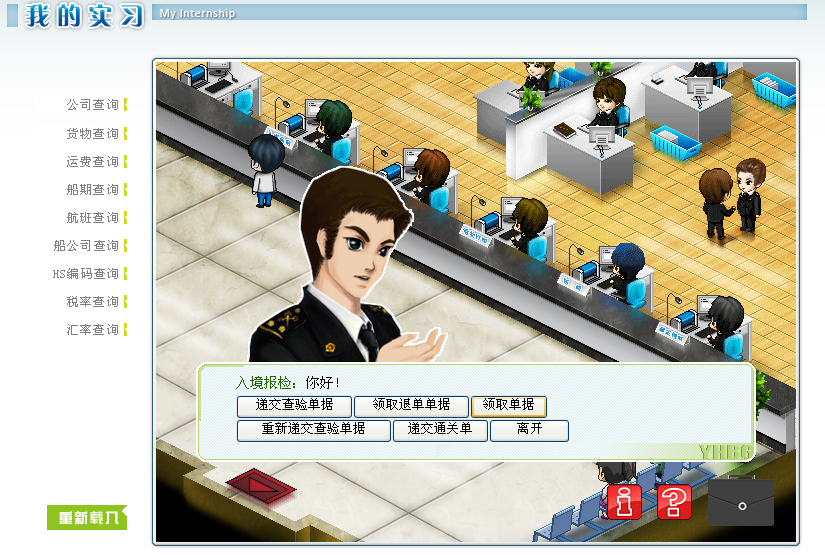 我的实习 My Internship
公司查询
货物查询
运费查询
船期查询
航班查询
船公司查询
HS编码查询
税率查询
汇率查询
入境报检：你好！
递交查验单据 领取退单单据 领取单据
重新递交查验单据 递交通关单 离开
YHBG
重新载入